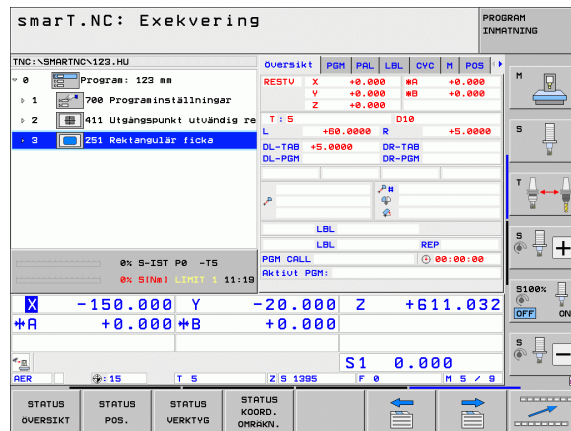 smarT.NC: Exekvering
PROGRAM
INMATNING
TNC:\SMARTNC\123.HU
0 Program: 123 mm
1 700 Programinställningar
2 411 Utgångspunkt utvändig re
3 251 Rektangulär ficka
Översikt PGM PAL LBL CYC M POS
RESTV X +0.000 *A +0.000
Y +0.000 *B +0.000
Z +0.000
T : 5 D10
L +60.0000 R +5.0000
DL-TAB +5.0000 DR-TAB
DL-PGM DR-PGM
#
LBL
LBL REP
PGM CALL 00:00:00
Aktivt PGM:
0% S-IST P0 -T5
0% S[Nm] LIMIT 1 11:19
X -150.000 Y -20.000 Z +611.032
A +0.000 B +0.000
S1 0.000
AER :15 T 5 Z S 1395 F 0 M 5 / 9
M
S
T
S
S100%
OFF ON
S
STATUS
ÖVERSIKT
STATUS
POS.
STATUS
VERKTYG
STATUS
KOORD.
OMRÄKN.